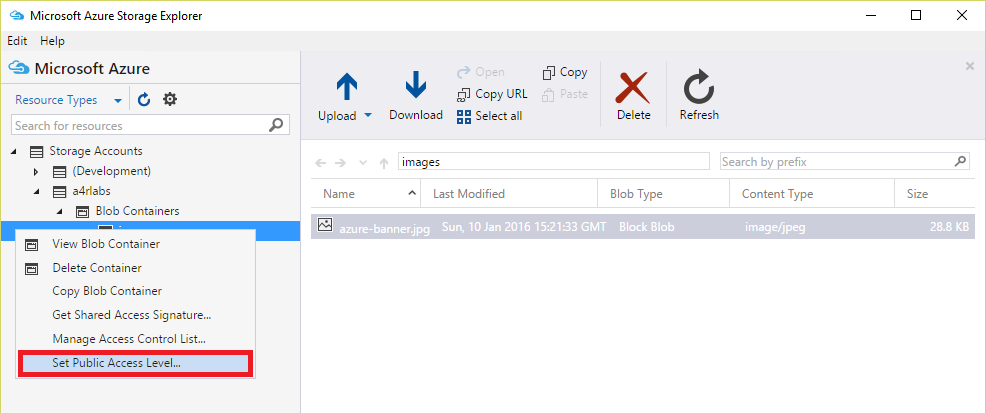 Microsoft Azure Storage Explorer
Edit Help
Microsoft Azure
Resource Types
Search for resources
Storage Accounts
(Development)
a4rlabs
Blob Containers
View Blob Container
Delete Container
Copy Blob Container
Get Shared Access Signature...
Manage Access Control List...
Set Public Access Level...
Upload
Download
Open
Copy URL
Select all
Copy
Paste
Delete
Refresh
images
Search by prefix
Name Last Modified Blob Type Content Type Size
azure-banner.jpg Sun, 10 Jan 2016 15:21:33 GMT Block Blob image/jpeg 28.8 KB